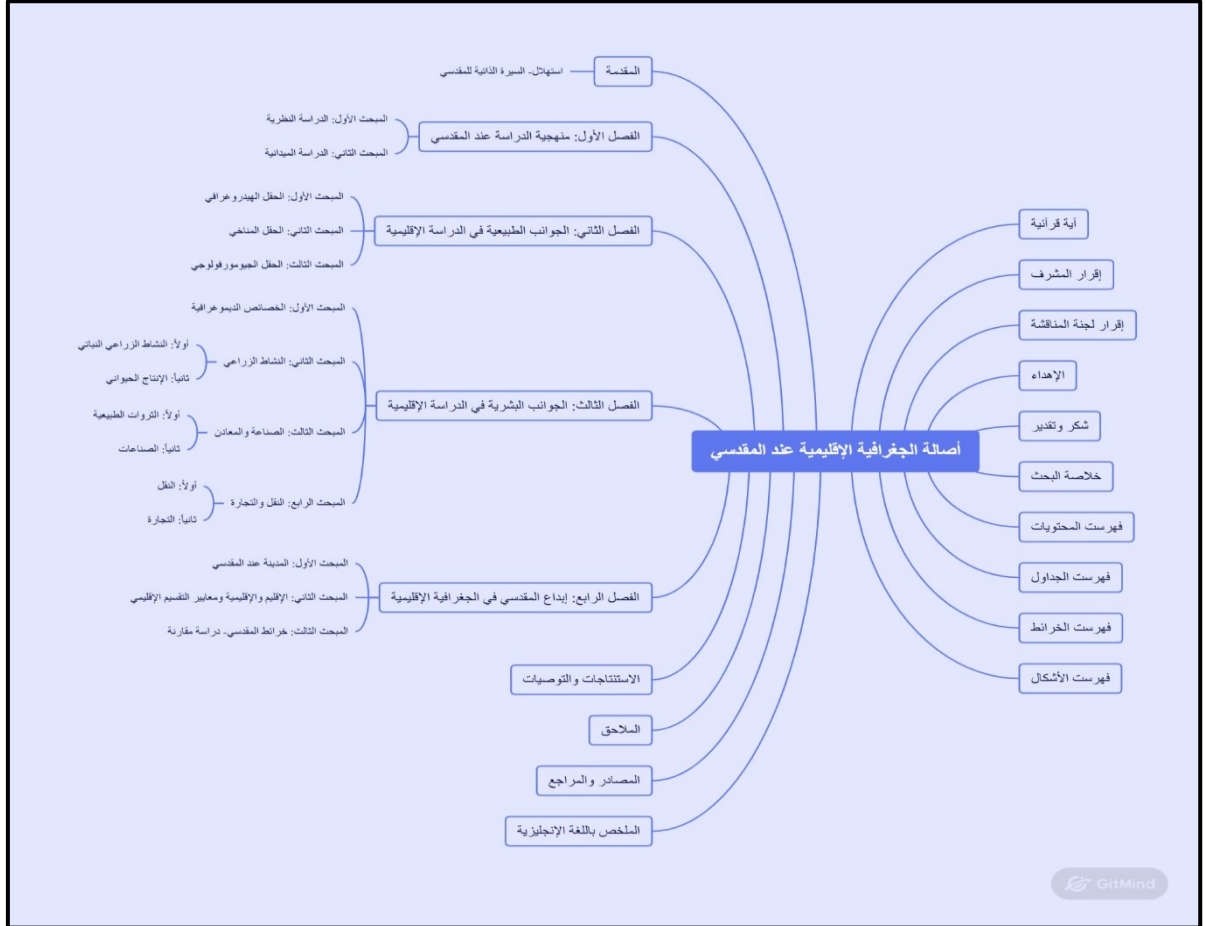 أصالة الجغرافية الإقليمية عند المقدسي
آية قرآنية
إقرار المشرف
إقرار لجنة المناقشة
الإهداء
شكر وتقدير
خلاصة البحث
فهرست المحتويات
فهرست الجداول
فهرست الخرائط
فهرست الأشكال
المقدمة
استهلال- السيرة الذاتية للمقدسي
الفصل الأول: منهجية الدراسة عند المقدسي
المبحث الأول: الدراسة النظرية
المبحث الثاني: الدراسة الميدانية
الفصل الثاني: الجوانب الطبيعية في الدراسة الإقليمية
المبحث الأول: الحقل الهيدروغرافي
المبحث الثاني: الحقل المناخي
المبحث الثالث: الحقل الجيومورفولوجي
الفصل الثالث: الجوانب البشرية في الدراسة الإقليمية
المبحث الأول: الخصائص الديموغرافية
المبحث الثاني: النشاط الزراعي
أولاً: النشاط الزراعي النباتي
ثانياً: الإنتاج الحيواني
المبحث الثالث: الصناعة والمعادن
أولاً: الثروات الطبيعية
ثانياً: الصناعات
المبحث الرابع: النقل والتجارة
أولاً: النقل
ثانياً: التجارة
الفصل الرابع: إبداع المقدسي في الجغرافية الإقليمية
المبحث الأول: المدينة عند المقدسي
المبحث الثاني: الإقليم والإقليمية ومعايير التقسيم الإقليمي
المبحث الثالث: خرائط المقدسي- دراسة مقارنة
الاستنتاجات والتوصيات
الملاحق
المصادر والمراجع
الملخص باللغة الإنجليزية
GitMind